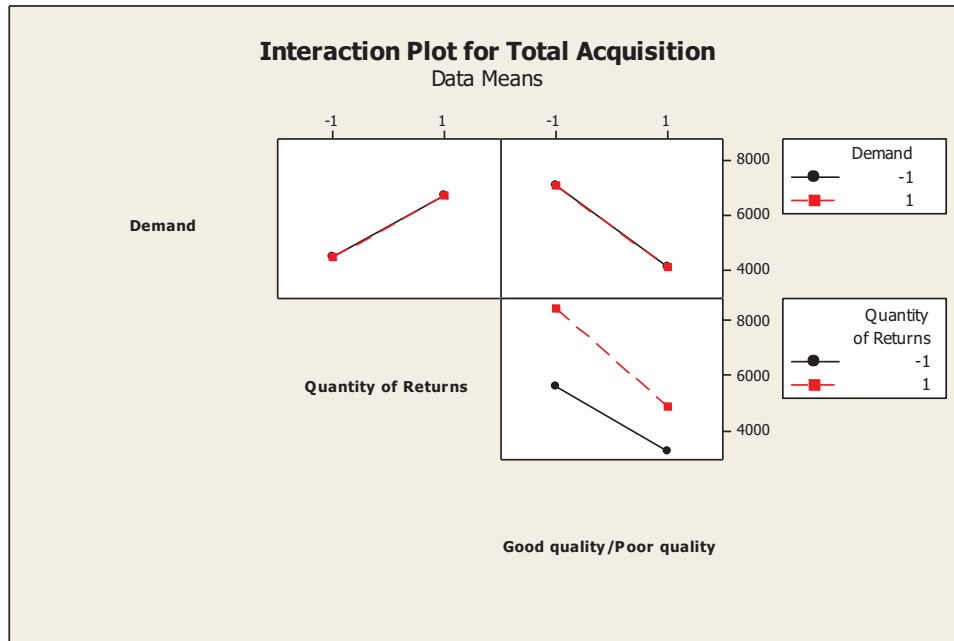 Interaction Plot for Total Acquisition
Data Means
-1 1 -1 1
Demand
8000
6000
4000
Demand
-1
1
Quantity of Returns
8000
6000
4000
Quantity
of Returns
-1
1
Good quality/Poor quality